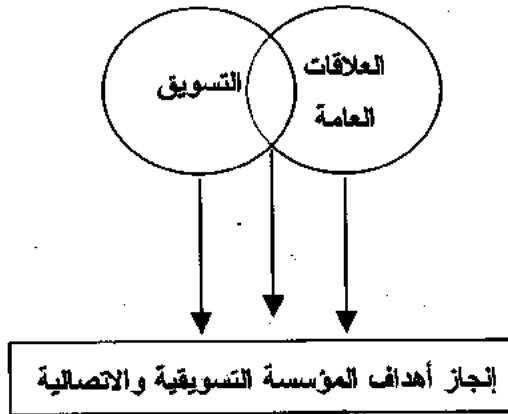 العلاقات
العامة
التسويق
إنجاز أهداف المؤسسة التسويقية والاتصالية